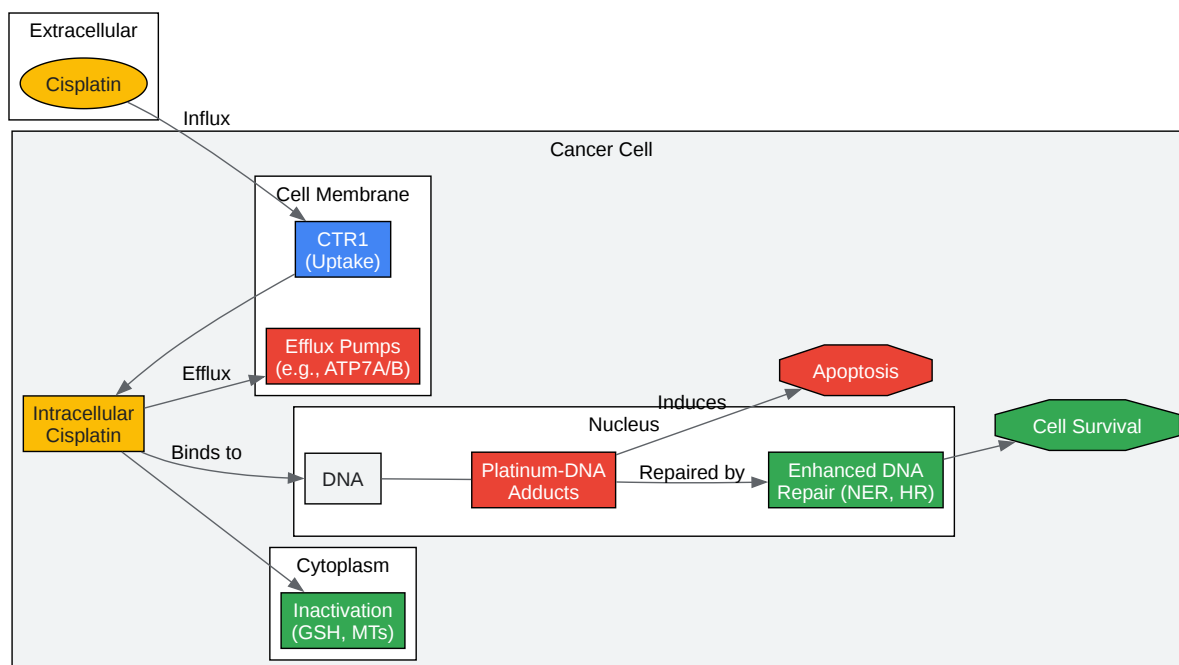 Extracellular
Cisplatin
Influx
Cancer Cell
Cell Membrane
CTR1
(Uptake)
Efflux Pumps
(e.g., ATP7A/B)
Efflux
Apoptosis
Induces
Intracellular
Cisplatin
Nucleus
Cell Survival
Binds to
DNA
Platinum-DNA
Adducts
Repaired by
Enhanced DNA
Repair (NER, HR)
Cytoplasm
Inactivation
(GSH, MTs)